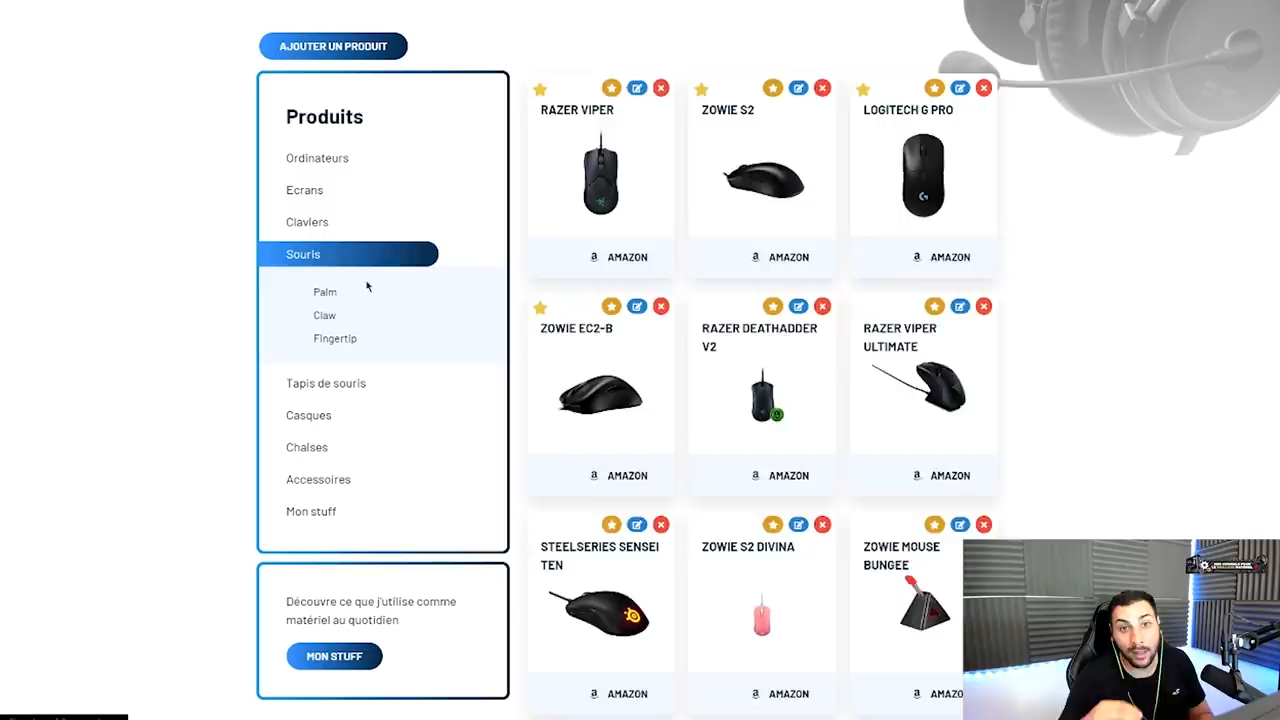 AJOUTER UN PRODUIT
Produits
Ordinateurs
Ecrans
Claviers
Souris
Palm
Claw
Fingertip
Tapis de souris
Casques
Chaises
Accessoires
Mon stuff
Découvre ce que j'utilise comme
matériel au quotidien
MON STUFF
RAZER VIPER
AMAZON
ZOWIE S2
AMAZON
LOGITECH G PRO
AMAZON
ZOWIE EC2-B
AMAZON
RAZER DEATHADDER
V2
AMAZON
RAZER VIPER
ULTIMATE
AMAZON
STEELSERIES SENSEI
TEN
AMAZON
ZOWIE S2 DIVINA
AMAZON
ZOWIE MOUSE
BUNGEE
AMAZO